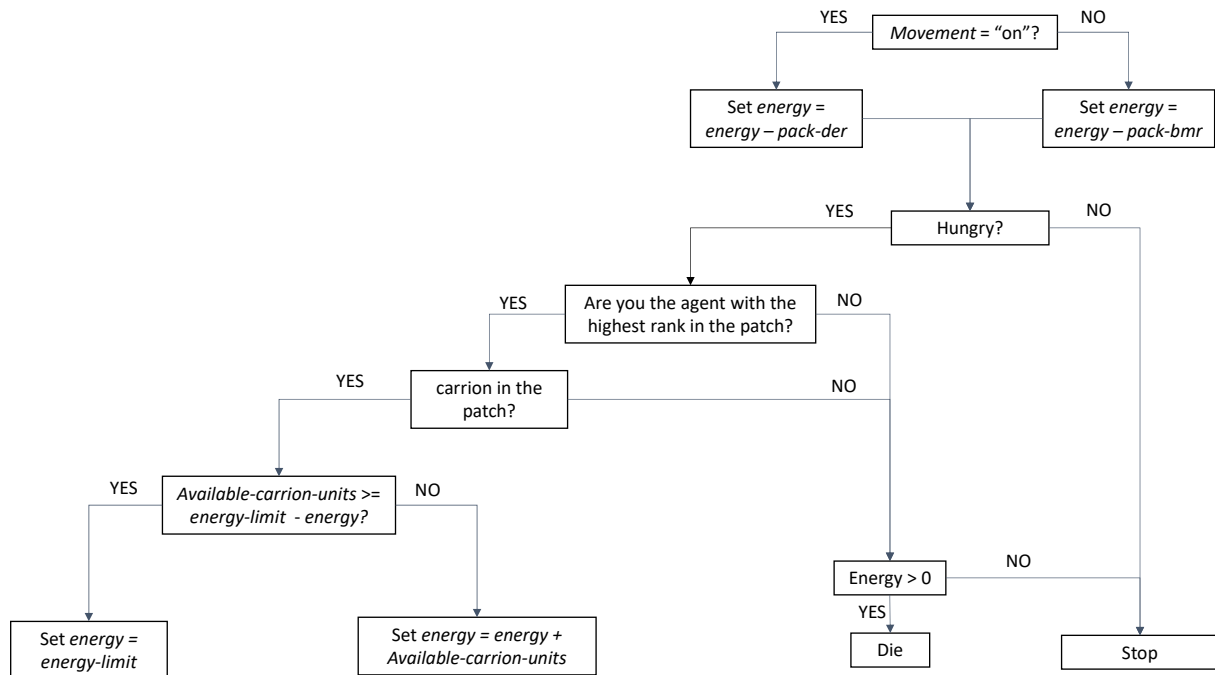 YES
NO
Movement = “on”?
Set energy =
energy – pack-der
Set energy =
energy – pack-bmr
YES
NO
Hungry?
YES
NO
Are you the agent with the
highest rank in the patch?
YES
NO
carrion in the
patch?
YES
NO
Available-carrion-units >=
energy-limit - energy?
NO
Energy > 0
YES
Set energy =
energy-limit
Set energy = energy +
Available-carrion-units
Die
Stop